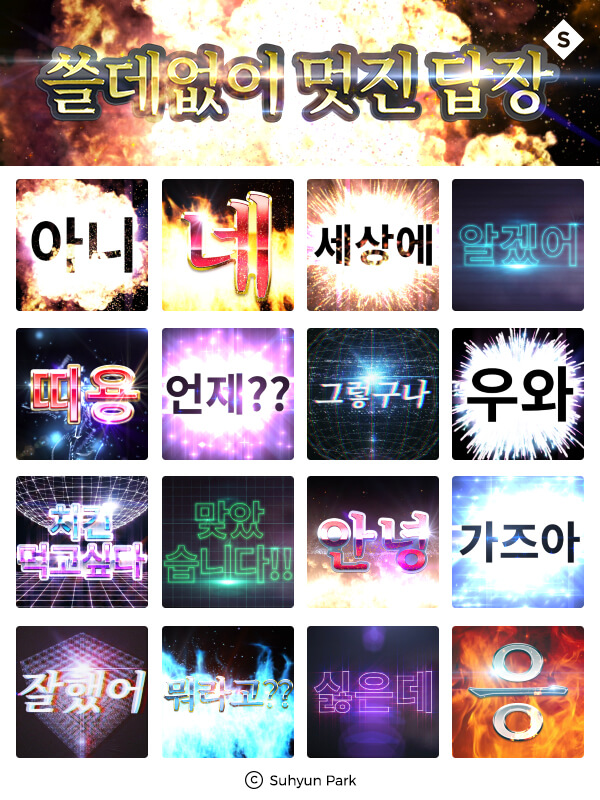 S
쓸데없이 멋진 답장
아니
네
세상에
알겠어
띠용
언제??
그렇구나
우와
치킨
먹고싶다
맞았
습니다!!
안녕
가즈아
잘했어
뭐라고??
싫은데
응
© Suhyun Park